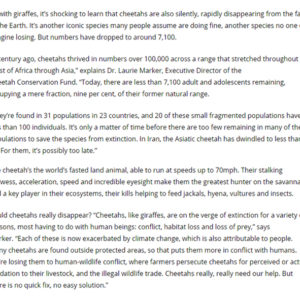 with giraffes, it's shocking to learn that cheetahs are also silently, rapidly disappearing from the fa
the Earth. It's another iconic species many people assume are doing fine, another species no one c
agine losing. But numbers have dropped to around 7,100.
century ago, cheetahs thrived in numbers over 100,000 across a range that stretched throughout
st of Africa through Asia," explains Dr. Laurie Marker, Executive Director of the
eetah Conservation Fund. "Today, there are less than 7,100 adult and adolescents remaining,
upying a mere fraction, nine per cent, of their former natural range.
ey're found in 31 populations in 23 countries, and 20 of these small fragmented populations have
s than 100 individuals. It's only a matter of time before there are too few remaining in many of the
pulations to save the species from extinction. In Iran, the Asiatic cheetah has dwindled to less than
For them, it's possibly too late."
e cheetah's the world's fastest land animal, able to run at speeds up to 70mph. Their stalking
wess, acceleration, speed and incredible eyesight make them the greatest hunter on the savanna
d a key player in their ecosystems, their kills helping to feed jackals, hyena, vultures and insects.
uld cheetahs really disappear? "Cheetahs, like giraffes, are on the verge of extinction for a variety o
sons, most having to do with human beings: conflict, habitat loss and loss of prey," says
rker. "Each of these is now exacerbated by climate change, which is also attributable to people.
ny cheetahs are found outside protected areas, so that puts them more in conflict with humans.
're losing them to human-wildlife conflict, where farmers persecute cheetahs for perceived or act
dation to their livestock, and the illegal wildlife trade. Cheetahs really, really need our help. But
re is no quick fix, no easy solution."